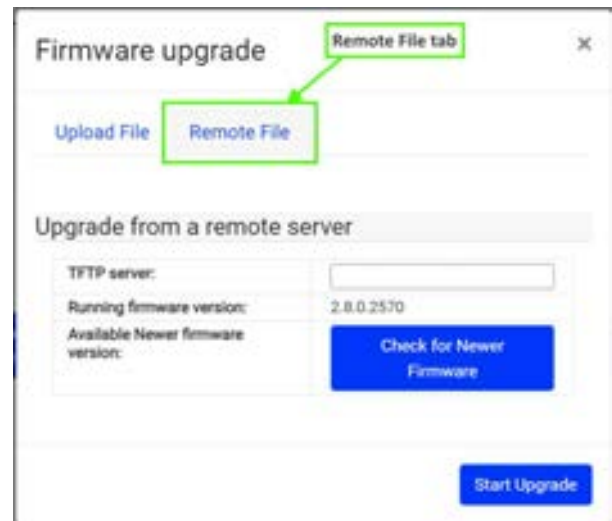 Firmware upgrade
Remote File tab
×
Upload File
Remote File
Upgrade from a remote server
TFTP server:
Running firmware version:
2.8.0.2570
Available Newer firmware
version:
Check for Newer
Firmware
Start Upgrade